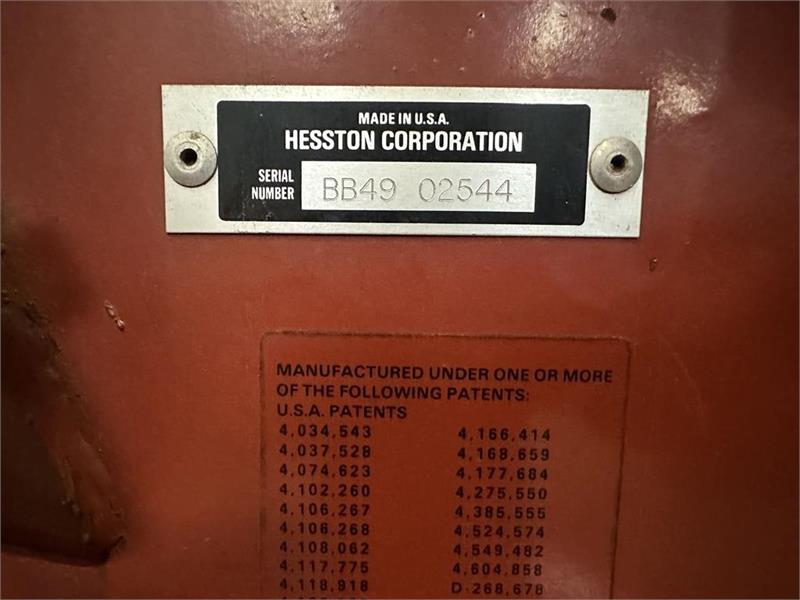 MADE IN U.S.A.
HESSTON CORPORATION
SERIAL
NUMBER
BB49 02544
MANUFACTURED UNDER ONE OR MORE
OF THE FOLLOWING PATENTS:
U.S.A. PATENTS
4,034,543 4,166,414
4,037,528 4,168,659
4,074,623 4,177,684
4,102,260 4,275,550
4,106,267 4,385,555
4,106,268 4,524,574
4,108,062 4,549,482
4,117,775 4,604,858
4,118,918 D-268,678